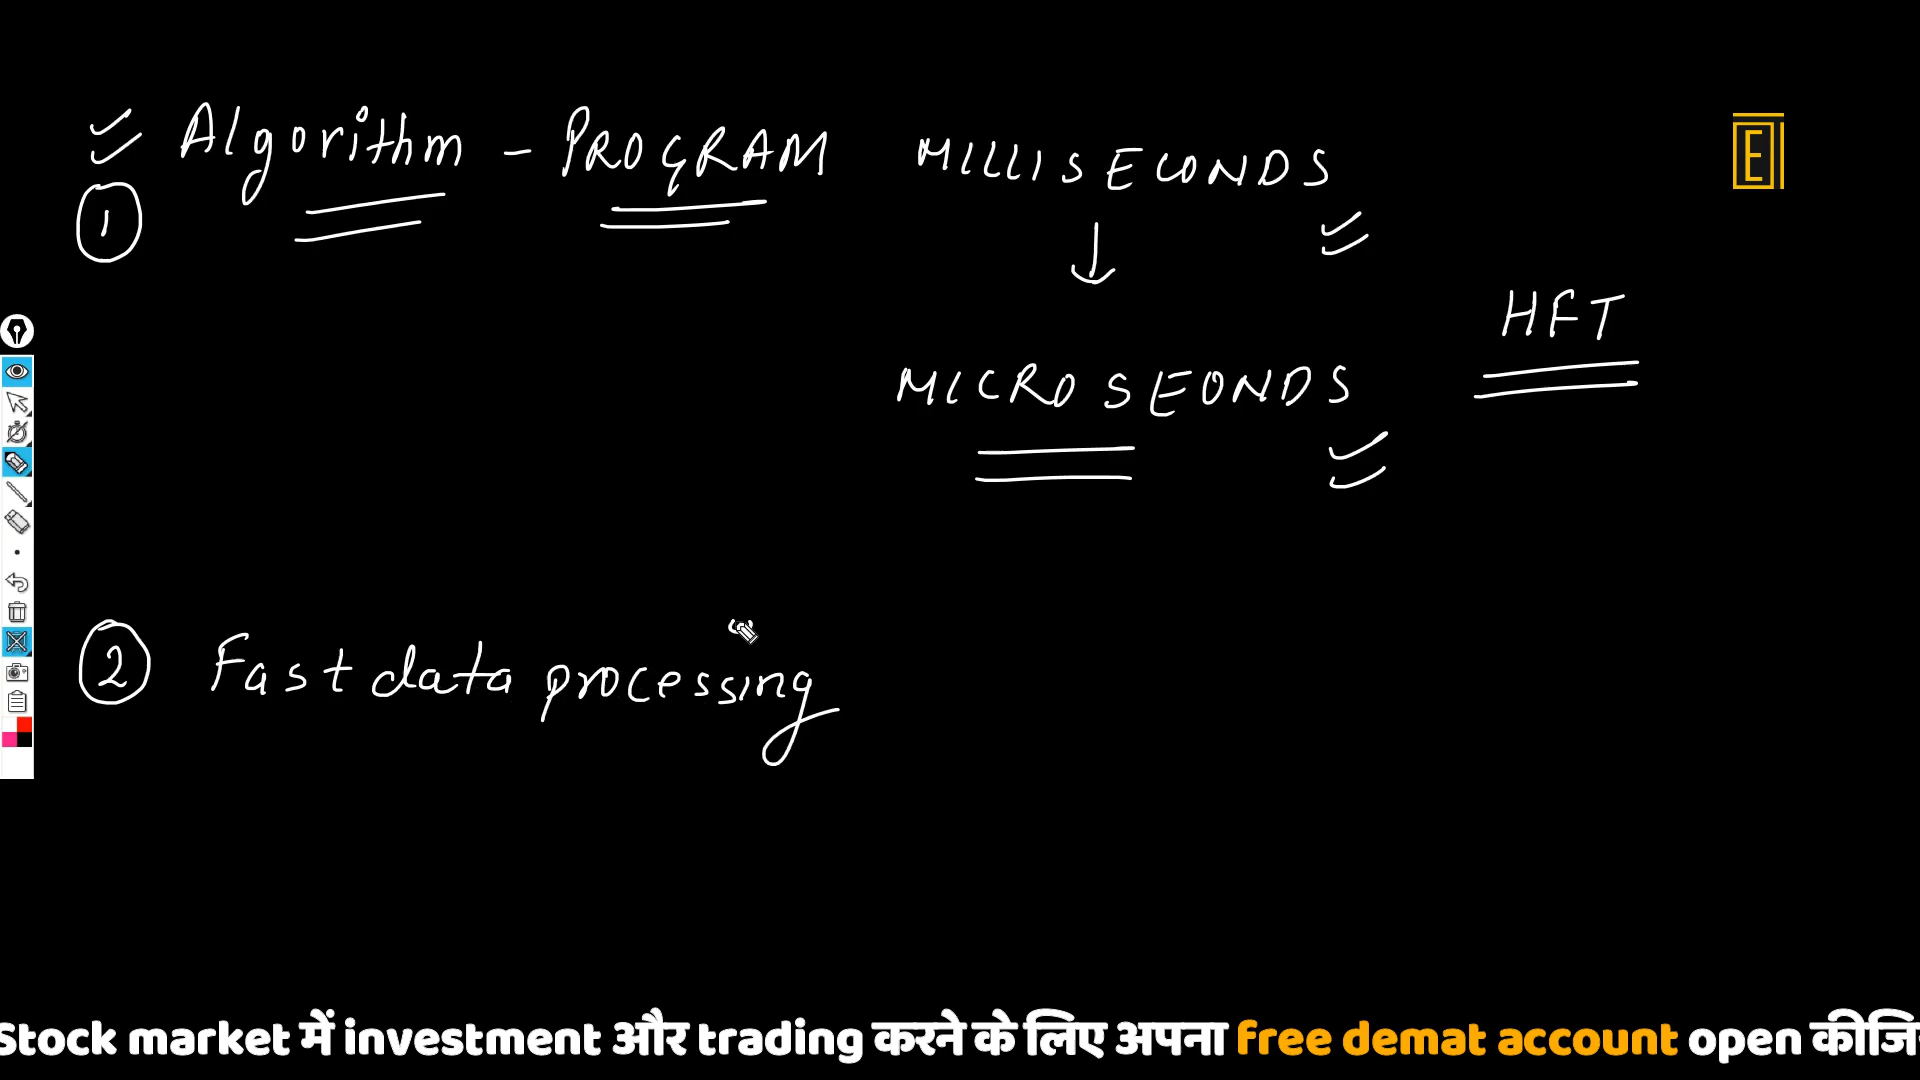 Algorithm - PROGRAM MILLISECONDS
E
1
HFT
MICROSEONDS
2 Fast data processing
Stock market में investment और trading करने के लिए अपना free demat account open